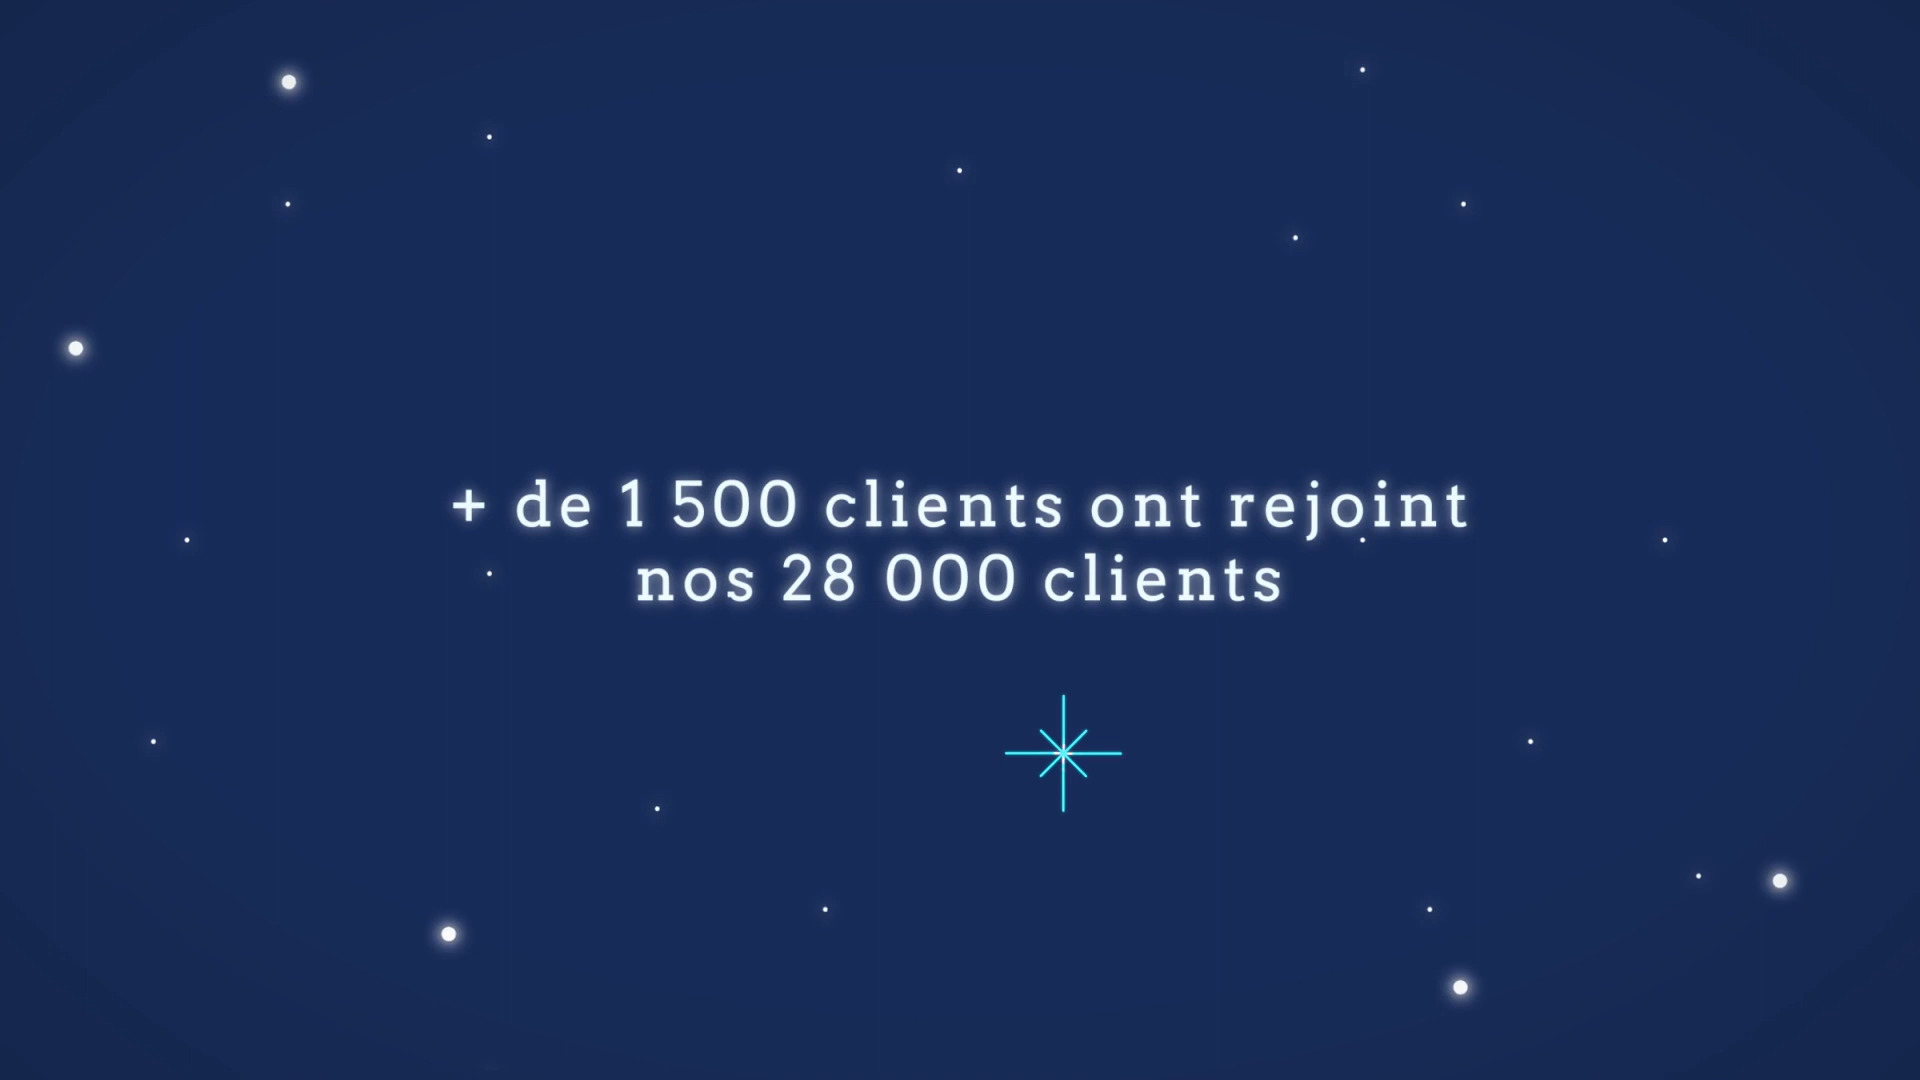 + de 1 500 clients ont rejoint
nos 28 000 clients